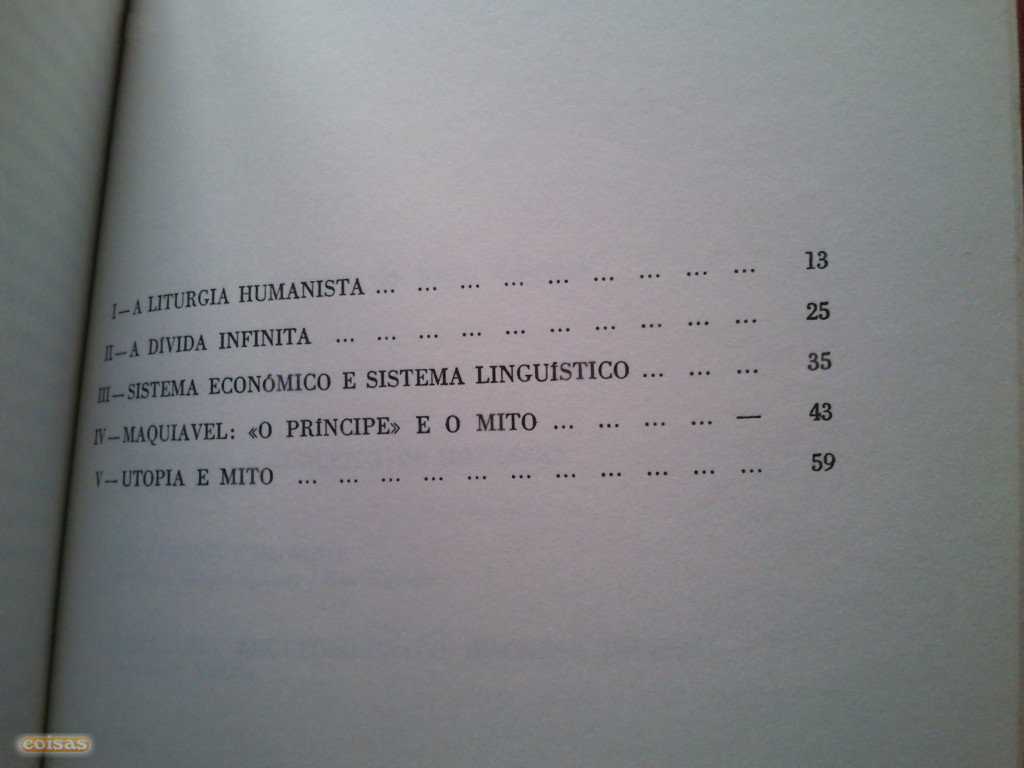 I—A LITURGIA HUMANISTA ... ... ... ... ... ... ... ... ... 13
II—A DÍVIDA INFINITA ... ... ... ... ... ... ... ... ... ... 25
III—SISTEMA ECONÓMICO E SISTEMA LINGUÍSTICO ... ... ... 35
IV—MAQUIAVEL: «O PRÍNCIPE» E O MITO ... ... ... ... — 43
V—UTOPIA E MITO ... ... ... ... ... ... ... ... ... ... ... 59
coisas